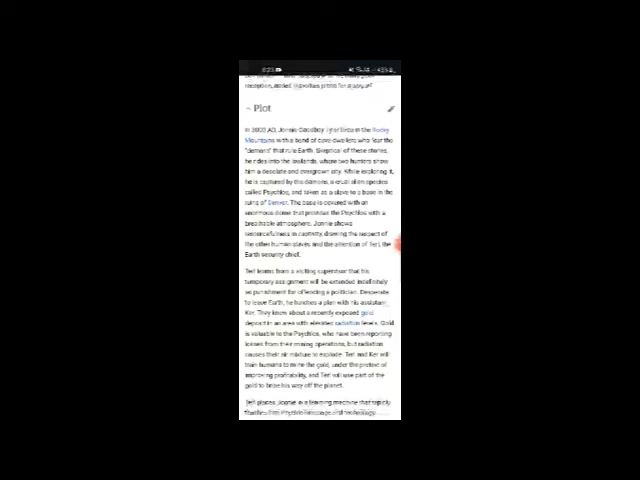 Plot
In 3000 AD, Jonnie Goodboy Tyler lives in the Rocky
Mountains with a band of cave-dwellers who fear the
"demons" that rule Earth. Skeptical of these stories,
he rides into the lowlands, where two hunters show
him a desolate and overgrown city. While exploring it,
he is captured by the demons, a cruel alien species
called Psychlos, and taken as a slave to a base in the
ruins of Denver. The base is covered with an
enormous dome that provides the Psychlos with a
breathable atmosphere. Jonnie shows
resourcefulness in captivity, drawing the respect of
the other human slaves and the attention of Terl, the
Earth security chief.
Terl learns from a visiting supervisor that his
temporary assignment will be extended indefinitely
as punishment for offending a politician. Desperate
to leave Earth, he hatches a plan with his assistant,
Ker. They know about a recently exposed gold
deposit in an area with elevated radiation levels. Gold
is valuable to the Psychlos, who have been reporting
losses from their mining operations, but radiation
causes their air mixture to explode. Terl and Ker will
train humans to mine the gold, under the pretext of
improving profitability, and Terl will use part of the
gold to bribe his way off the planet.
Terl places Jonnie in a learning machine that rapidly